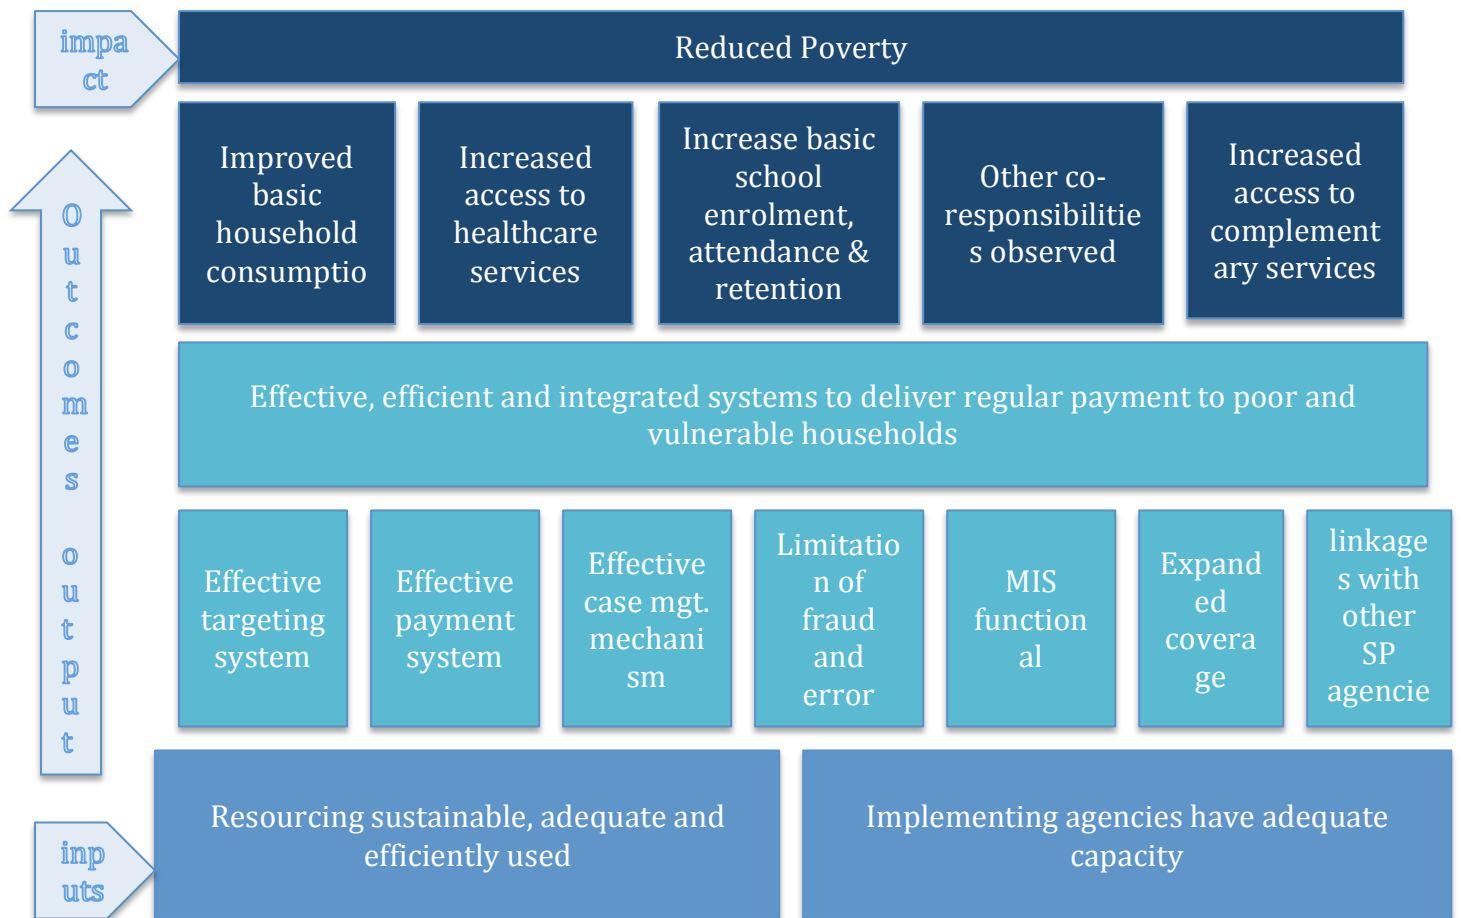 impa
ct
Reduced Poverty
Improved
basic
household
consumptio
Increased
access to
healthcare
services
Increase basic
school
enrolment,
attendance &
retention
Other co-
responsibilitie
s observed
Increased
access to
complement
ary services
O
u
t
c
o
m
e
s
o
u
t
p
u
t
Effective, efficient and integrated systems to deliver regular payment to poor and
vulnerable households
Effective
targeting
system
Effective
payment
system
Effective
case mgt.
mechani
sm
Limitatio
n of
fraud
and
error
MIS
function
al
Expand
ed
covera
ge
linkage
s with
other
SP
agencie
inp
uts
Resourcing sustainable, adequate and
efficiently used
Implementing agencies have adequate
capacity